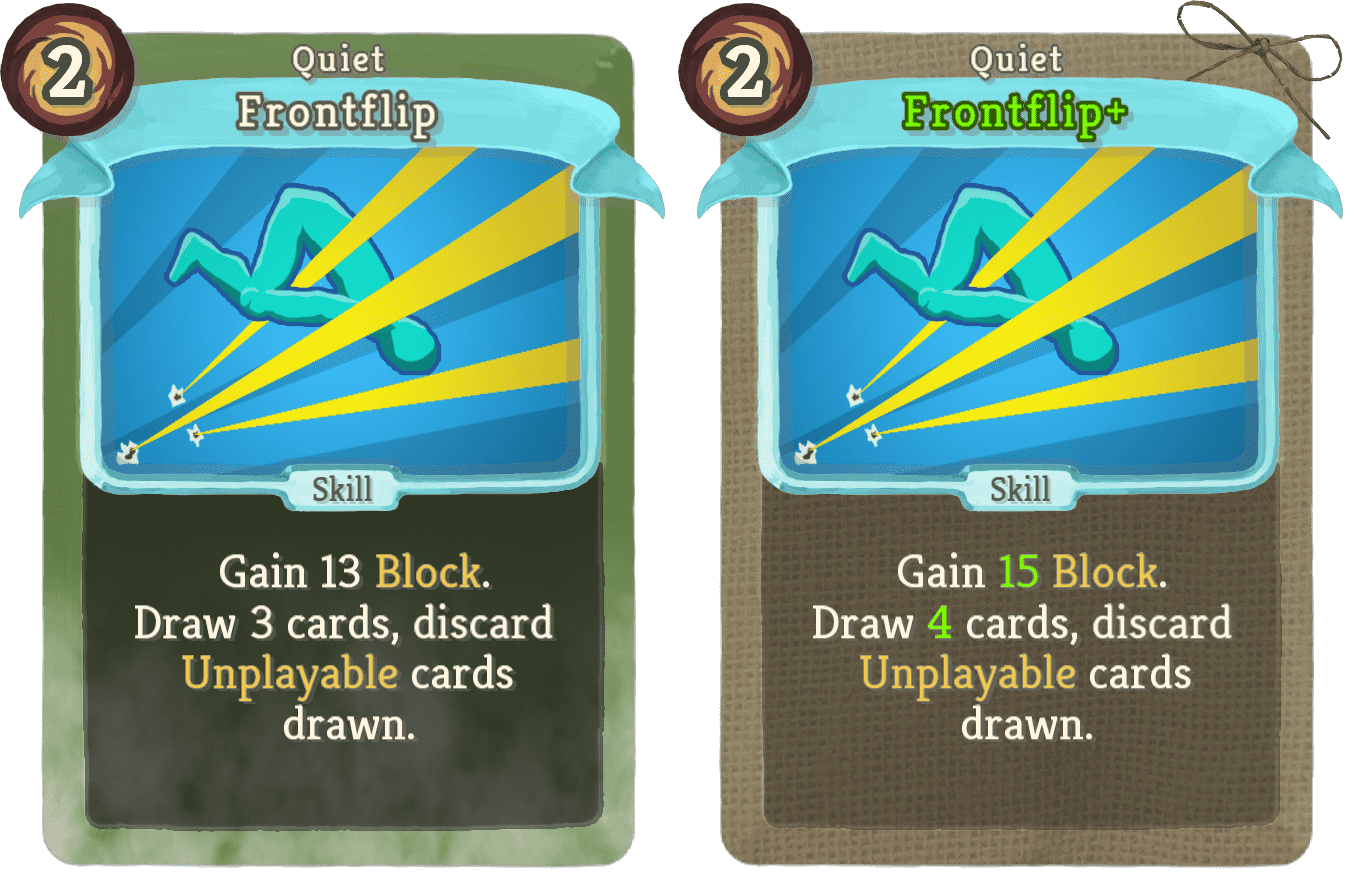 2
Quiet
Frontflip
Skill
Gain 13 Block.
Draw 3 cards, discard
Unplayable cards
drawn.
2
Quiet
Frontflip+
Skill
Gain 15 Block.
Draw 4 cards, discard
Unplayable cards
drawn.